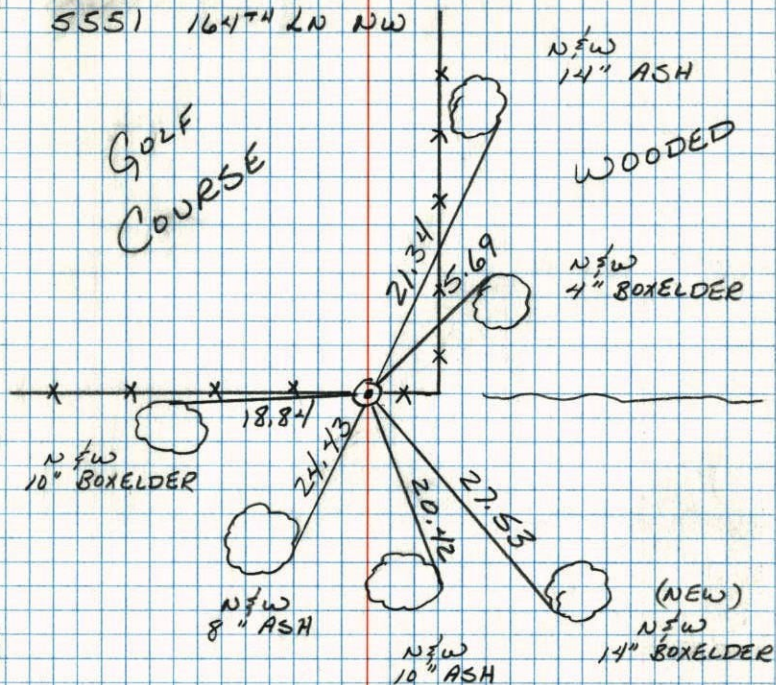 5551 164TH LN NW
N&W
14" ASH
GOLF
COURSE
WOODED
21.34
5.69
N&W
4" BOXELDER
18.84
N&W
10" BOXELDER
24.43
20.42
27.53
(NEW)
N&W
14" BOXELDER
N&W
8" ASH
N&W
10" ASH